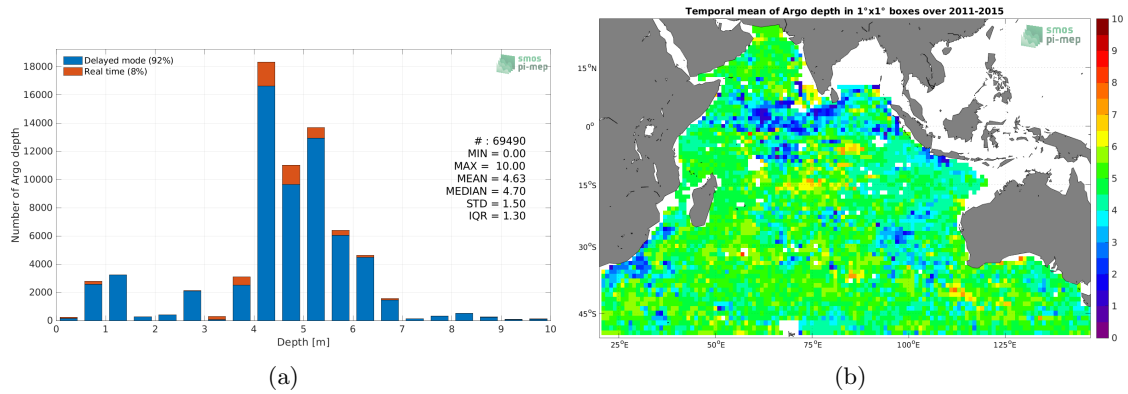 Temporal mean of Argo depth in 1°x1° boxes over 2011-2015
Delayed mode (92%)
Real time (8%)
smos
pi-mep
18000
16000
14000
12000
10000
8000
6000
4000
2000
0
Number of Argo depth
# : 69490
MIN = 0.00
MAX = 10.00
MEAN = 4.63
MEDIAN = 4.70
STD = 1.50
IQR = 1.30
0 1 2 3 4 5 6 7 8 9 10
Depth [m]
(a)
smos
pi-mep
15°N
0°
15°S
30°S
45°S
25°E 50°E 75°E 100°E 125°E
10
9
8
7
6
5
4
3
2
1
0
(b)